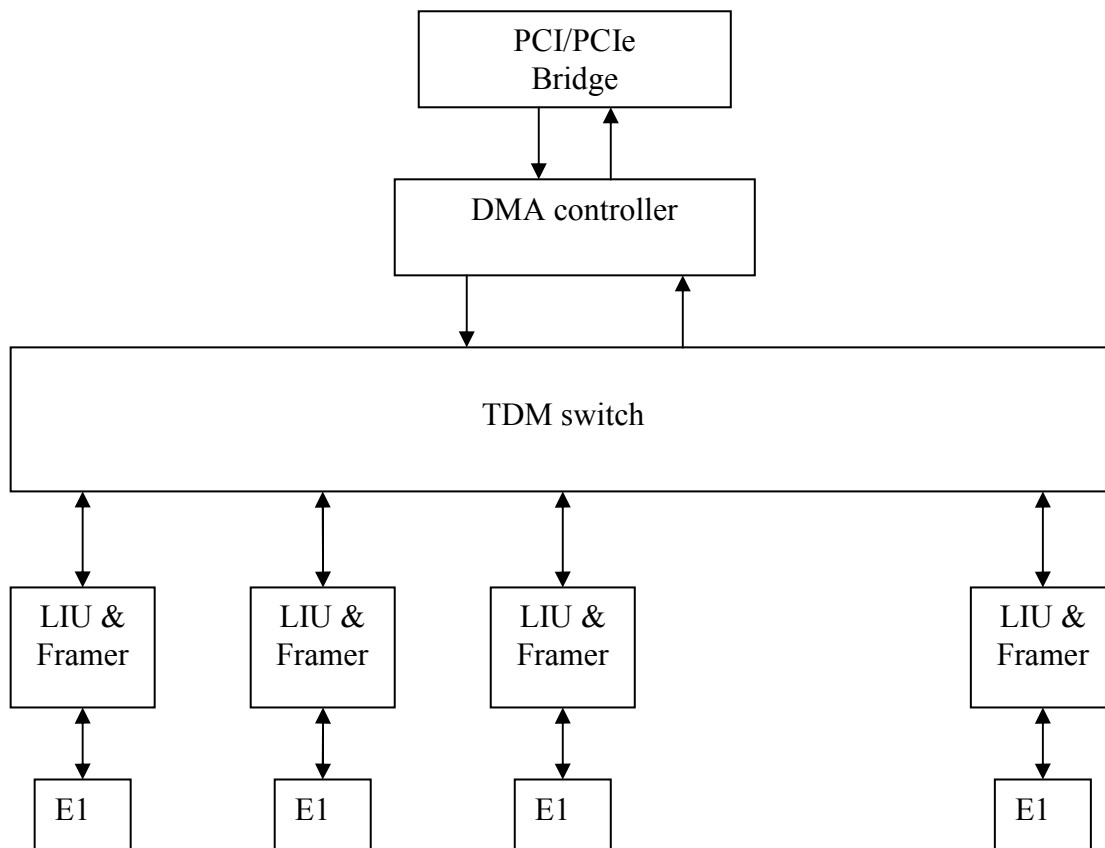 PCI/PCIe
Bridge
DMA controller
TDM switch
LIU &
Framer
LIU &
Framer
LIU &
Framer
LIU &
Framer
E1
E1
E1
E1